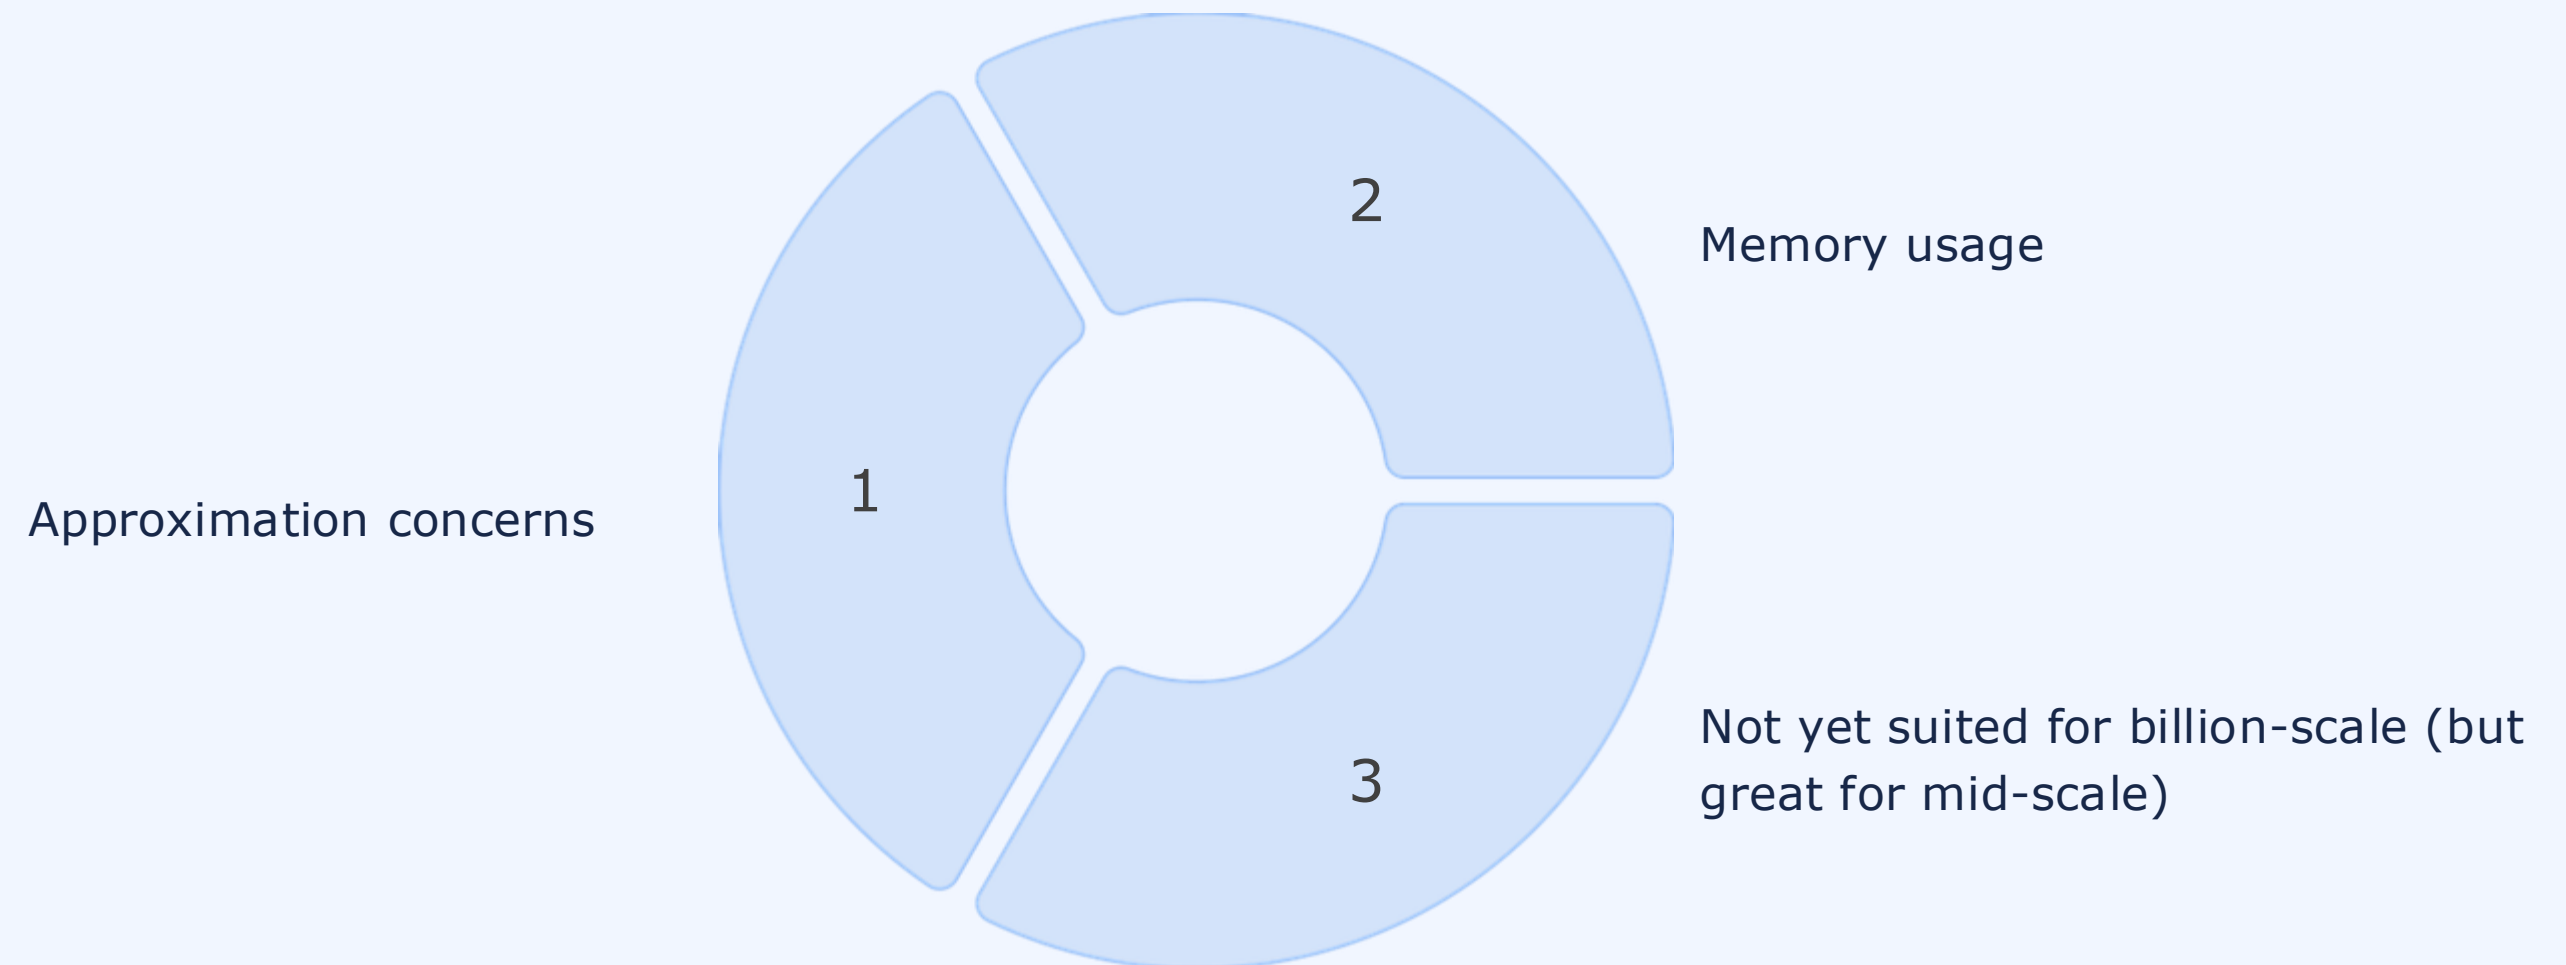 1
Approximation concerns
2
Memory usage
3
Not yet suited for billion-scale (but
great for mid-scale)